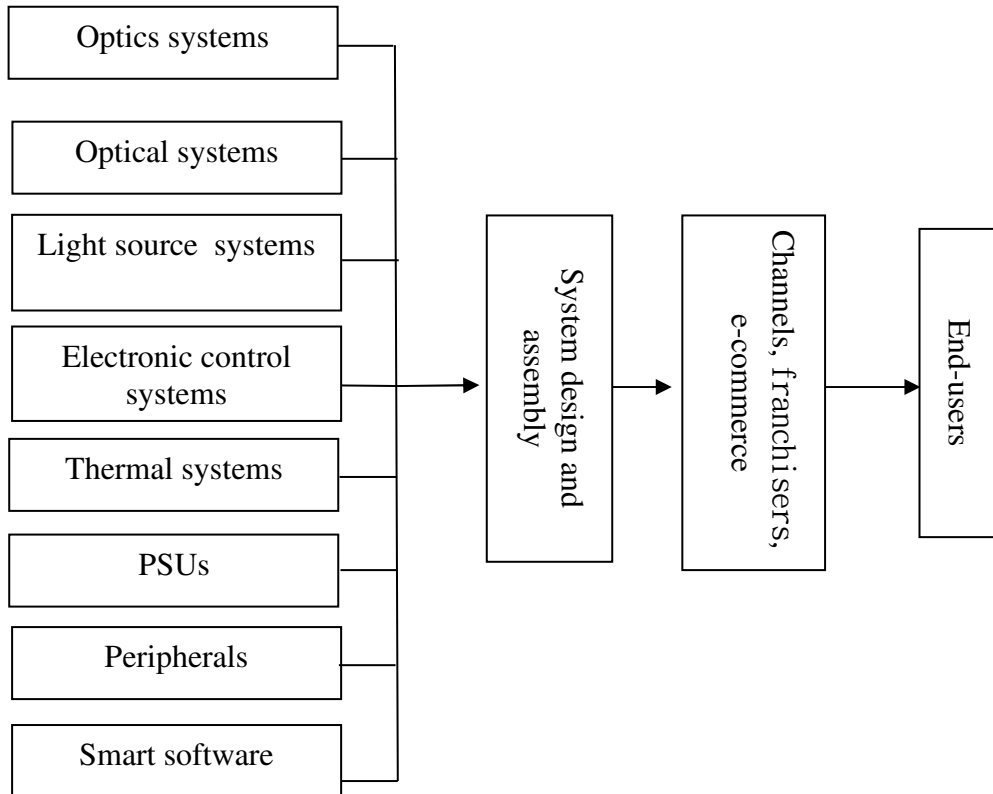 Optics systems
Optical systems
Light source systems
Electronic control
systems
Thermal systems
PSUs
Peripherals
Smart software
System design and
assembly
Channels, franchisers,
e-commerce
End-users